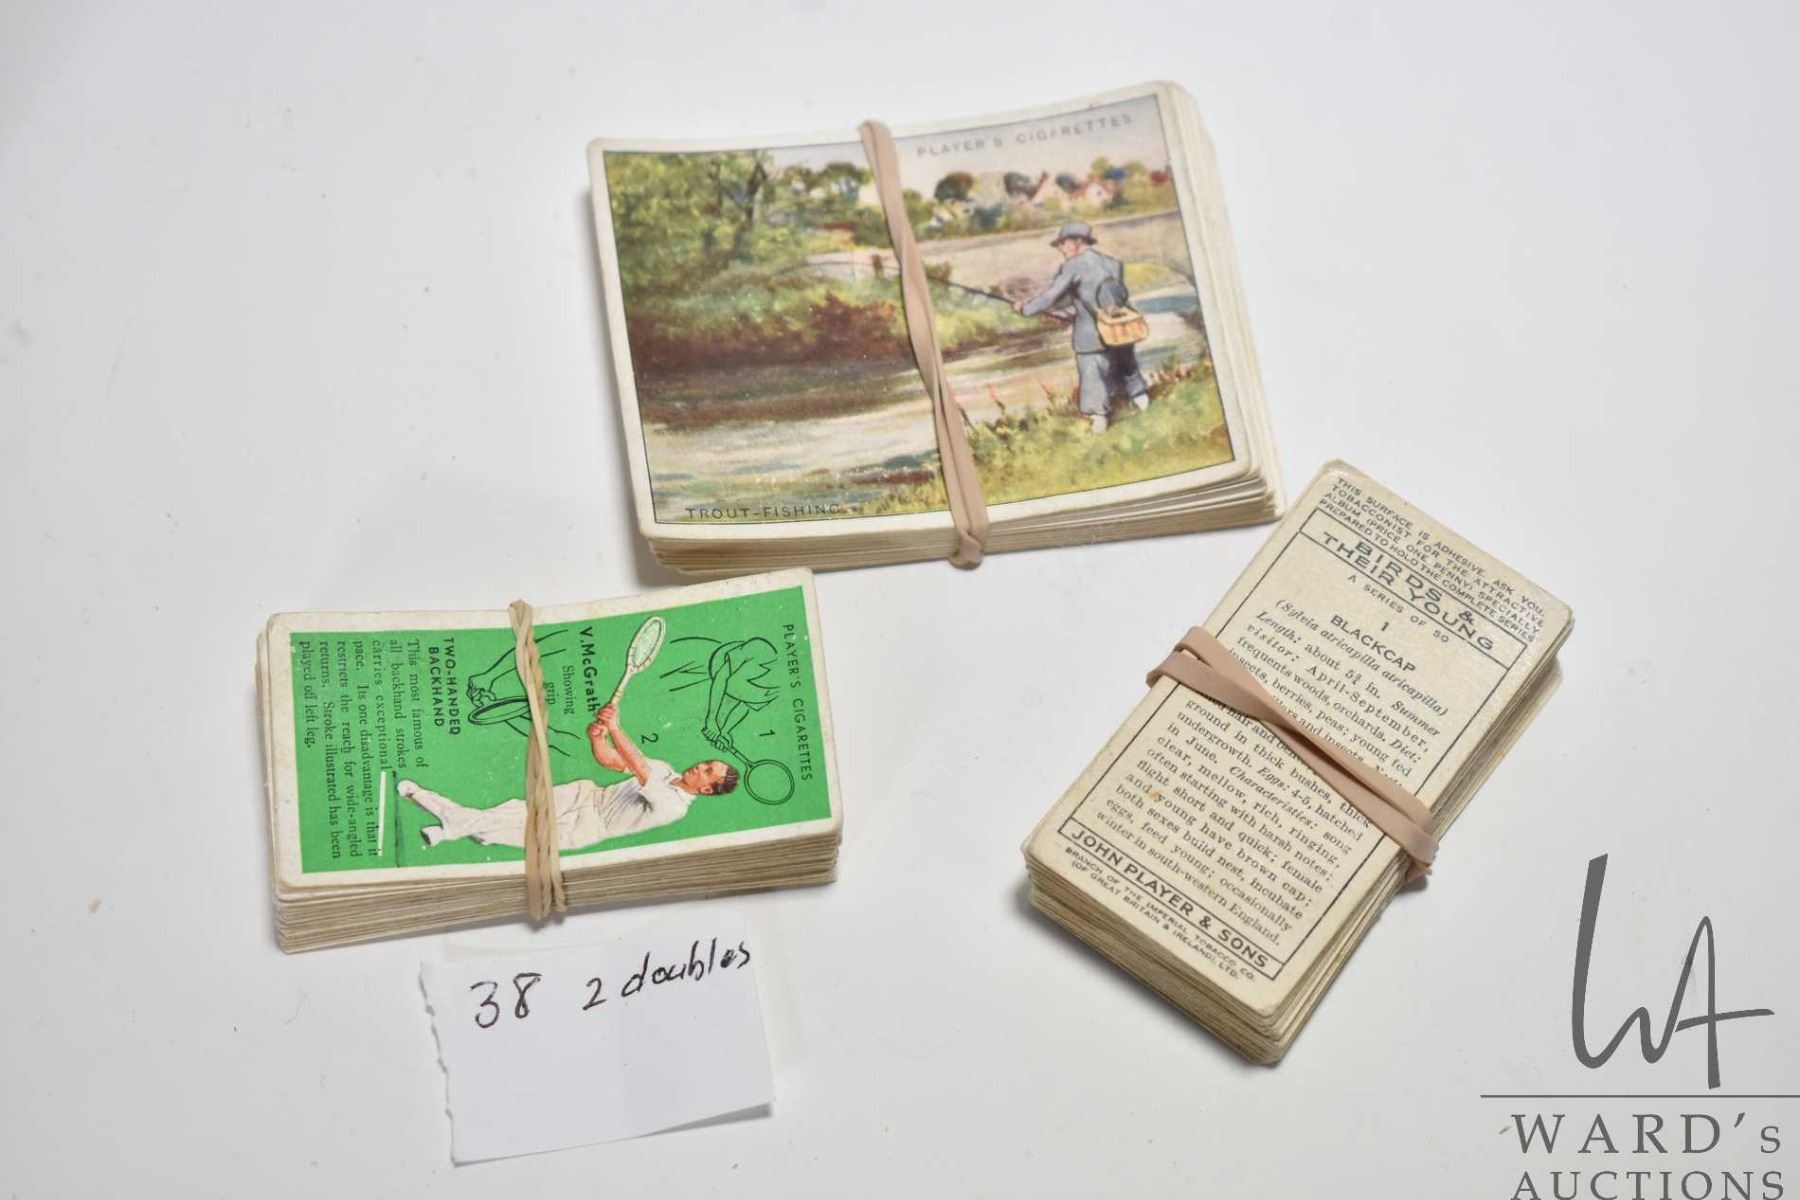 PLAYER'S CIGARETTES.
TROUT-FISHING.
PLAYER'S CIGARETTES
1
2
V. McGrath
Showing
grip
TWO-HANDED
BACKHAND
This most famous of
all backhand strokes
carries exceptional
pace. Its one disadvantage is that it
restricts the reach for wide-angled
returns. Stroke illustrated has been
played off left leg.
38 2 doubles
THIS SURFACE IS ADHESIVE. ASK YOUR
TOBACCONIST FOR THE ATTRACTIVE
ALBUM (PRICE ONE PENNY) SPECIALLY
PREPARED TO HOLD THE COMPLETE SERIES
BIRDS &
THEIR YOUNG
A SERIES OF 50
1
BLACKCAP
(Sylvia atricapilla atricapilla)
Length: about 5¾ in. Summer
visitor: April-September,
frequents woods, orchards. Diet:
insects, berries, peas; young fed
and insects.
hair and
ground in thick bushes, thick
undergrowth. Eggs: 4-5, hatched
in June. Characteristics: song
clear, mellow, rich, ringing,
often starting with harsh notes;
flight short and quick; female
and young have brown cap;
both sexes build nest, incubate
eggs, feed young; occasionally
winter in south-western England.
JOHN PLAYER & SONS
BRANCH OF THE IMPERIAL TOBACCO CO.
(OF GREAT BRITAIN & IRELAND), LTD.
WA
WARD'S
AUCTIONS